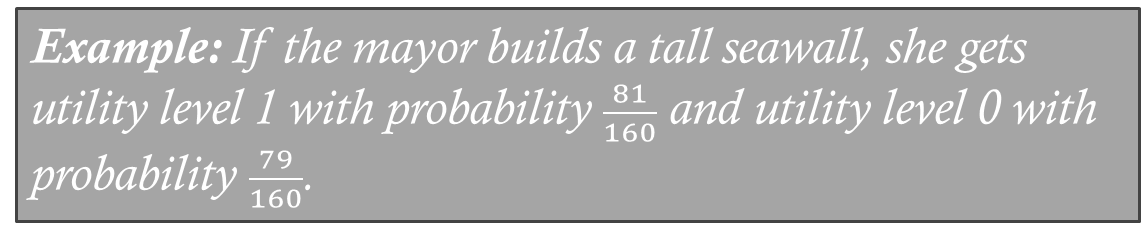 Example: If the mayor builds a tall seawall, she gets
utility level 1 with probability 81/160 and utility level 0 with
probability 79/160.